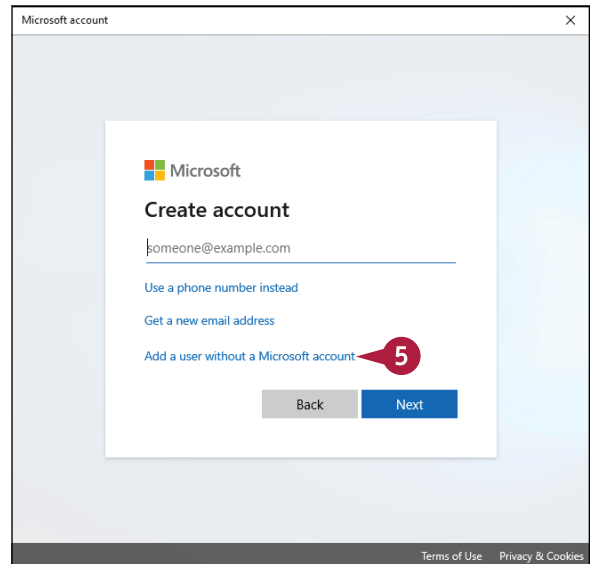 Microsoft account
Microsoft
Create account
someone@example.com
Use a phone number instead
Get a new email address
Add a user without a Microsoft account 5
Back Next
Terms of Use Privacy & Cookies